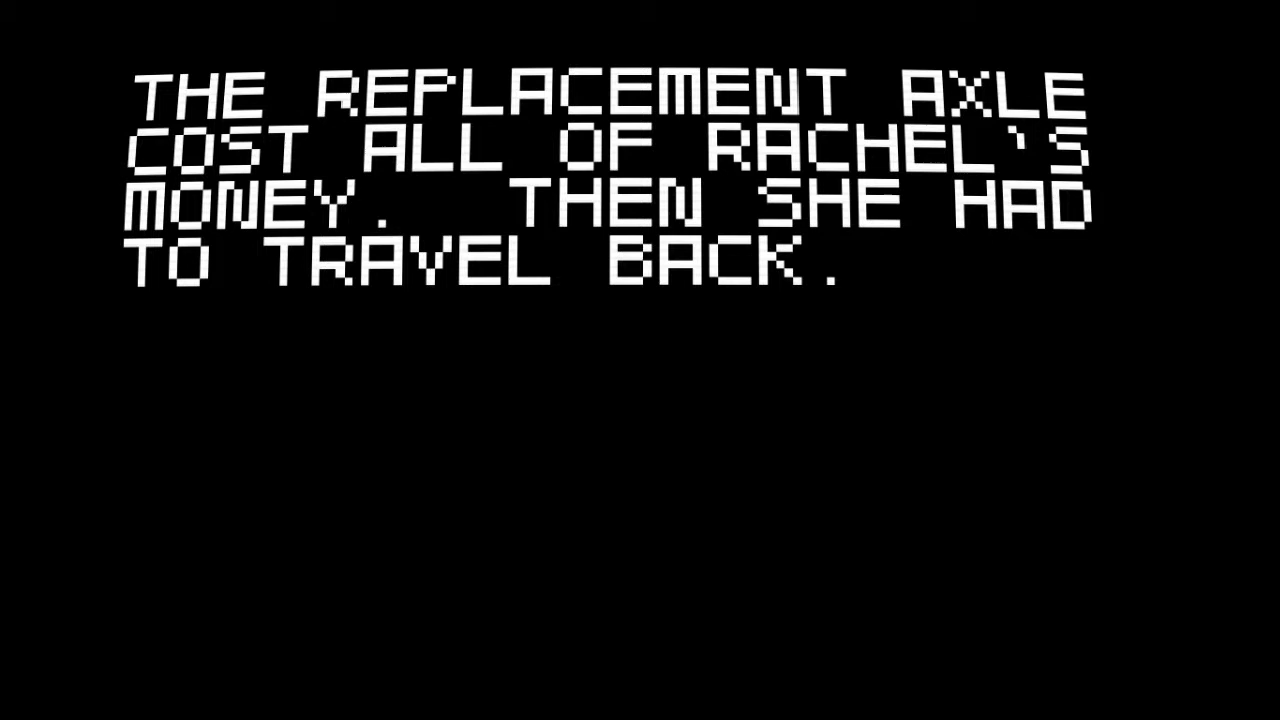 THE REPLACEMENT AXLE
COST ALL OF RACHEL'S
MONEY.  THEN SHE HAD
TO TRAVEL BACK.